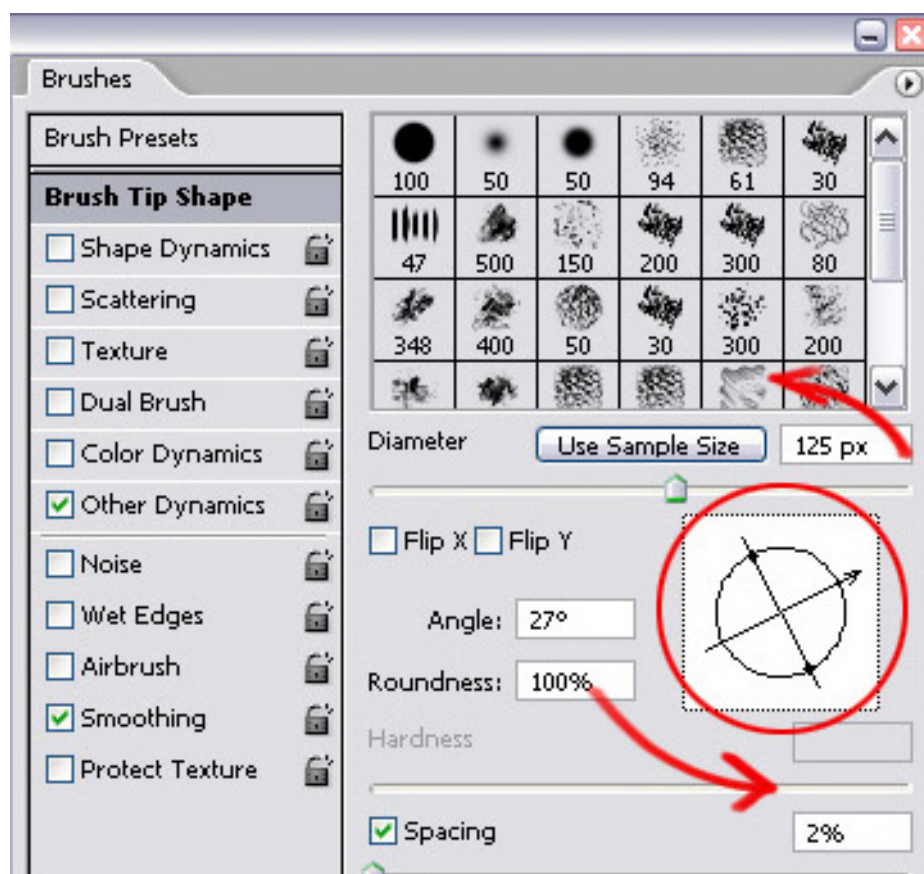 Brushes
Brush Presets
Brush Tip Shape
Shape Dynamics
Scattering
Texture
Dual Brush
Color Dynamics
Other Dynamics
Noise
Wet Edges
Airbrush
Smoothing
Protect Texture
100 50 50 94 61 30
47 500 150 200 300 80
348 400 50 30 300 200
Diameter Use Sample Size 125 px
Flip X Flip Y
Angle: 27°
Roundness: 100%
Hardness
Spacing 2%